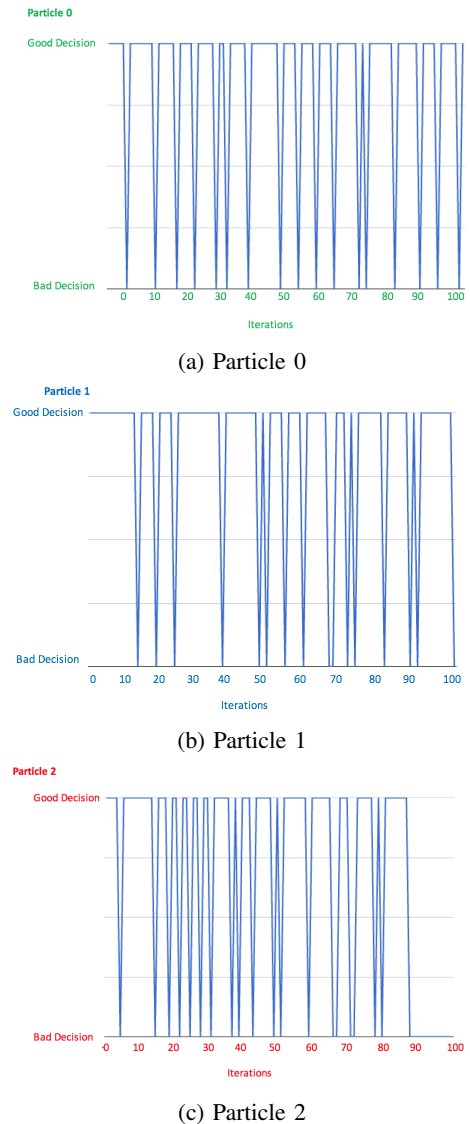 Particle 0
Good Decision
Bad Decision
0 10 20 30 40 50 60 70 80 90 100
Iterations
(a) Particle 0
Particle 1
Good Decision
Bad Decision
0 10 20 30 40 50 60 70 80 90 100
Iterations
(b) Particle 1
Particle 2
Good Decision
Bad Decision
0 10 20 30 40 50 60 70 80 90 100
Iterations
(c) Particle 2